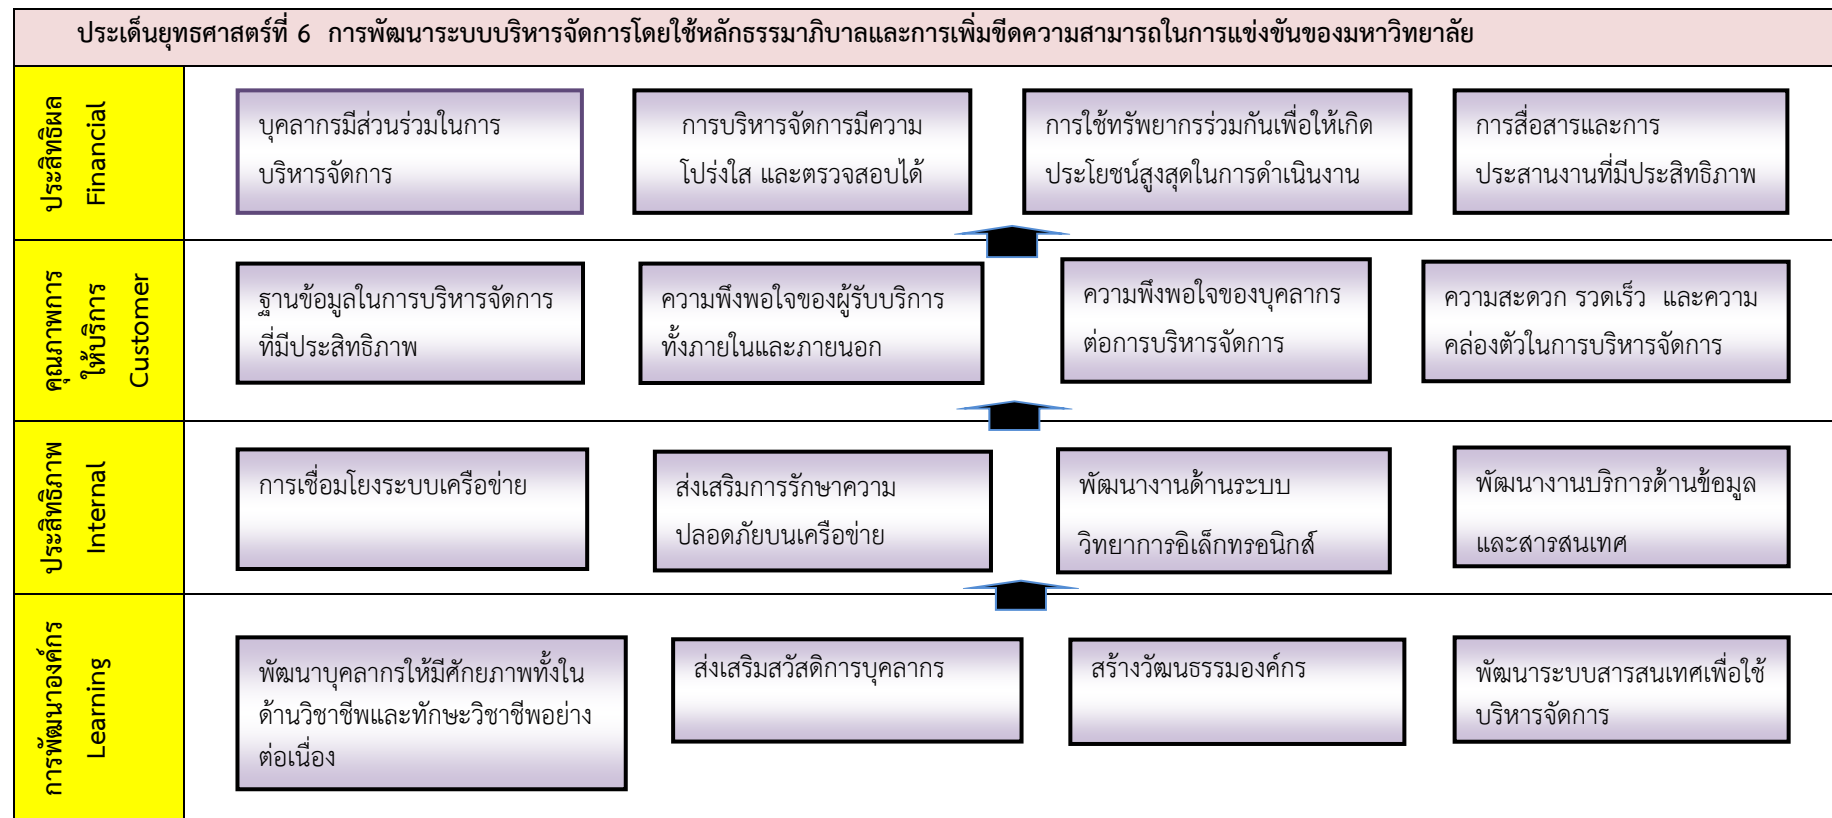 ประเด็นยุทธศาสตร์ที่ 6 การพัฒนาระบบบริหารจัดการโดยใช้หลักธรรมาภิบาลและการเพิ่มขีดความสามารถในการแข่งขันของมหาวิทยาลัย
ประสิทธิผล
Financial
บุคลากรมีส่วนร่วมในการ
บริหารจัดการ
การบริหารจัดการมีความ
โปร่งใส และตรวจสอบได้
การใช้ทรัพยากรร่วมกันเพื่อให้เกิด
ประโยชน์สูงสุดในการดำเนินงาน
การสื่อสารและการ
ประสานงานที่มีประสิทธิภาพ
คุณภาพการ
ให้บริการ
Customer
ฐานข้อมูลในการบริหารจัดการ
ที่มีประสิทธิภาพ
ความพึงพอใจของผู้รับบริการ
ทั้งภายในและภายนอก
ความพึงพอใจของบุคลากร
ต่อการบริหารจัดการ
ความสะดวก รวดเร็ว และความ
คล่องตัวในการบริหารจัดการ
ประสิทธิภาพ
Internal
การเชื่อมโยงระบบเครือข่าย
ส่งเสริมการรักษาความ
ปลอดภัยบนเครือข่าย
พัฒนางานด้านระบบ
วิทยาการอิเล็กทรอนิกส์
พัฒนางานบริการด้านข้อมูล
และสารสนเทศ
การพัฒนาองค์กร
Learning
พัฒนาบุคลากรให้มีศักยภาพทั้งใน
ด้านวิชาชีพและทักษะวิชาชีพอย่าง
ต่อเนื่อง
ส่งเสริมสวัสดิการบุคลากร
สร้างวัฒนธรรมองค์กร
พัฒนาระบบสารสนเทศเพื่อใช้
บริหารจัดการ